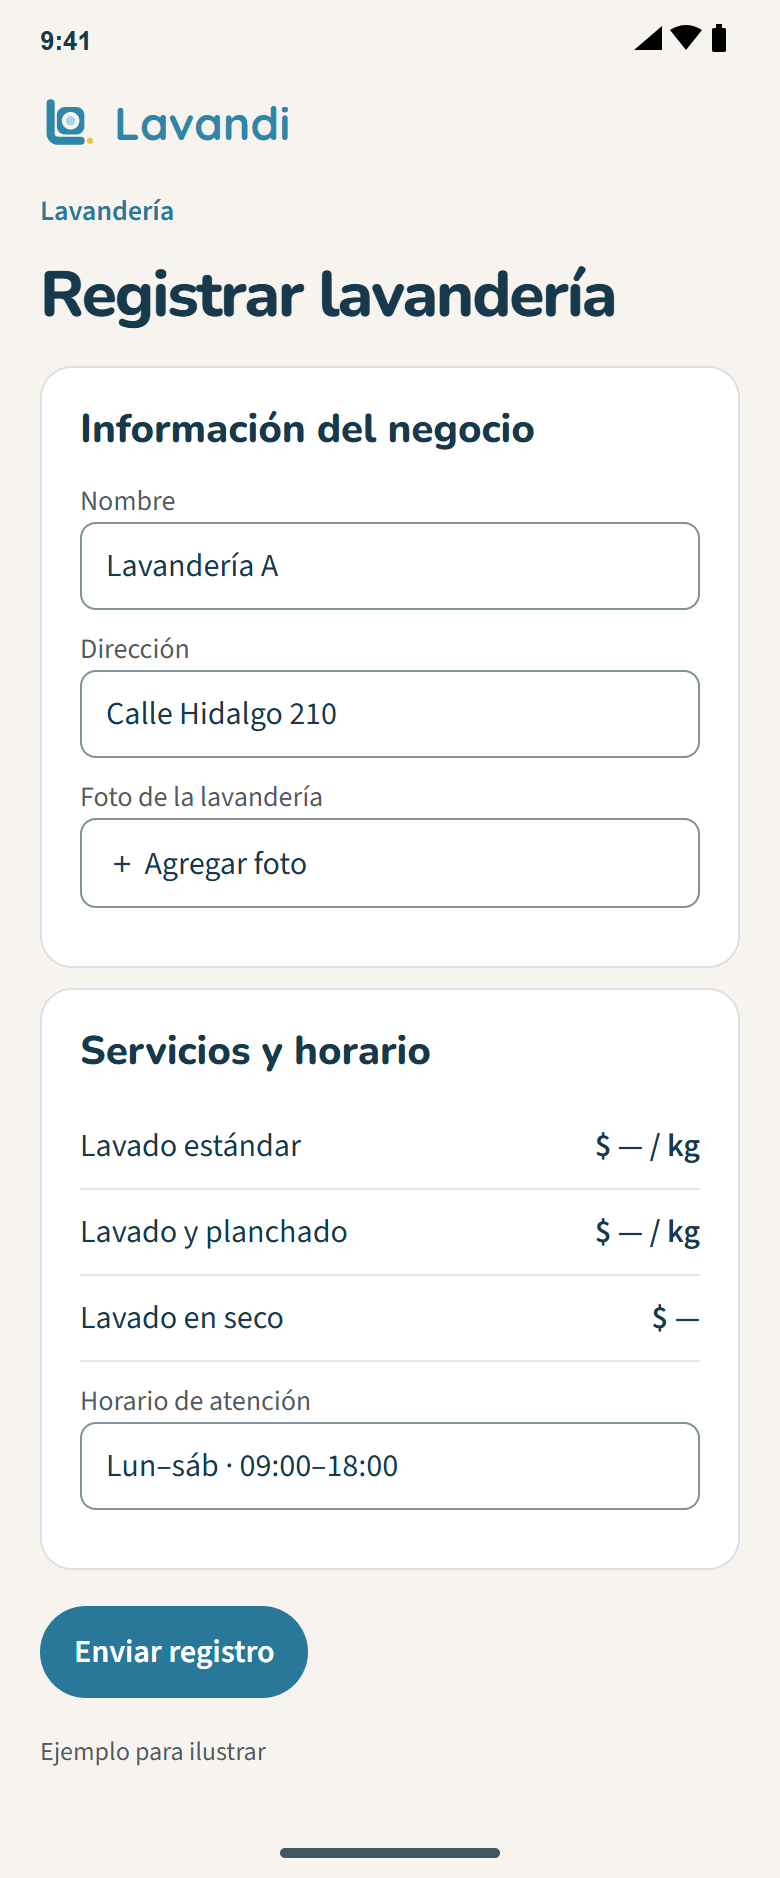 9:41
Lavandi
Lavandería
Registrar lavandería
Información del negocio
Nombre
Lavandería A
Dirección
Calle Hidalgo 210
Foto de la lavandería
+ Agregar foto
Servicios y horario
Lavado estándar $ — / kg
Lavado y planchado $ — / kg
Lavado en seco $ —
Horario de atención
Lun–sáb · 09:00–18:00
Enviar registro
Ejemplo para ilustrar